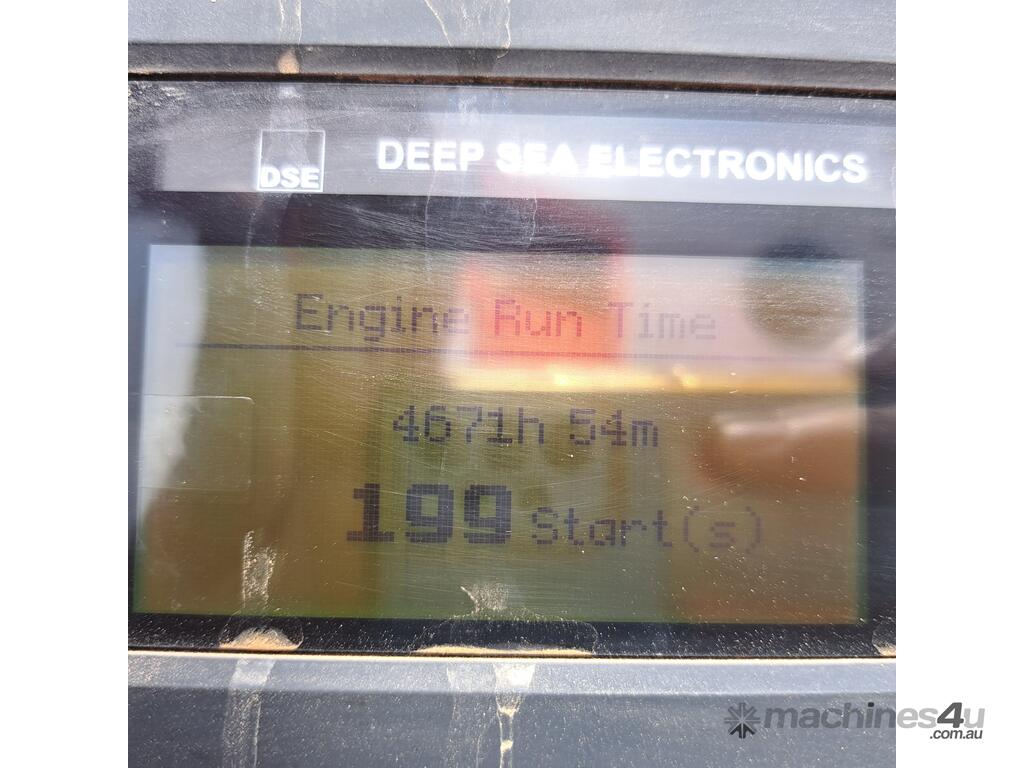 DSE DEEP SEA ELECTRONICS
Engine Run Time
4671h 54m
199 Start(s)
machines4u
.com.au